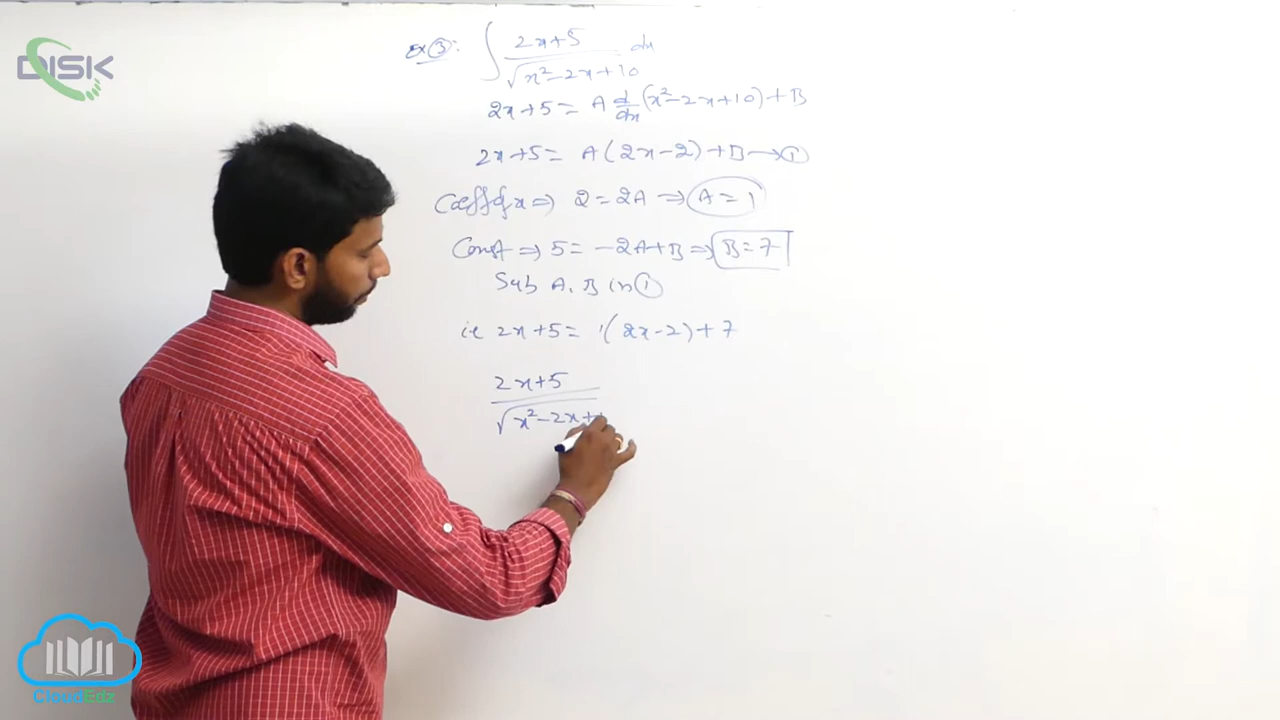 DISK
Ex ③: ∫ 2x+5 / √x²-2x+10 dx
2x+5 = A d/dx (x²-2x+10) + B
2x+5 = A(2x-2) + B → ①
Coeff of x ⇒ 2 = 2A ⇒ A = 1
Const ⇒ 5 = -2A+B ⇒ B = 7
Sub A, B in ①
i.e 2x+5 = 1(2x-2) + 7
2x+5
√x²-2x+
CloudEdz